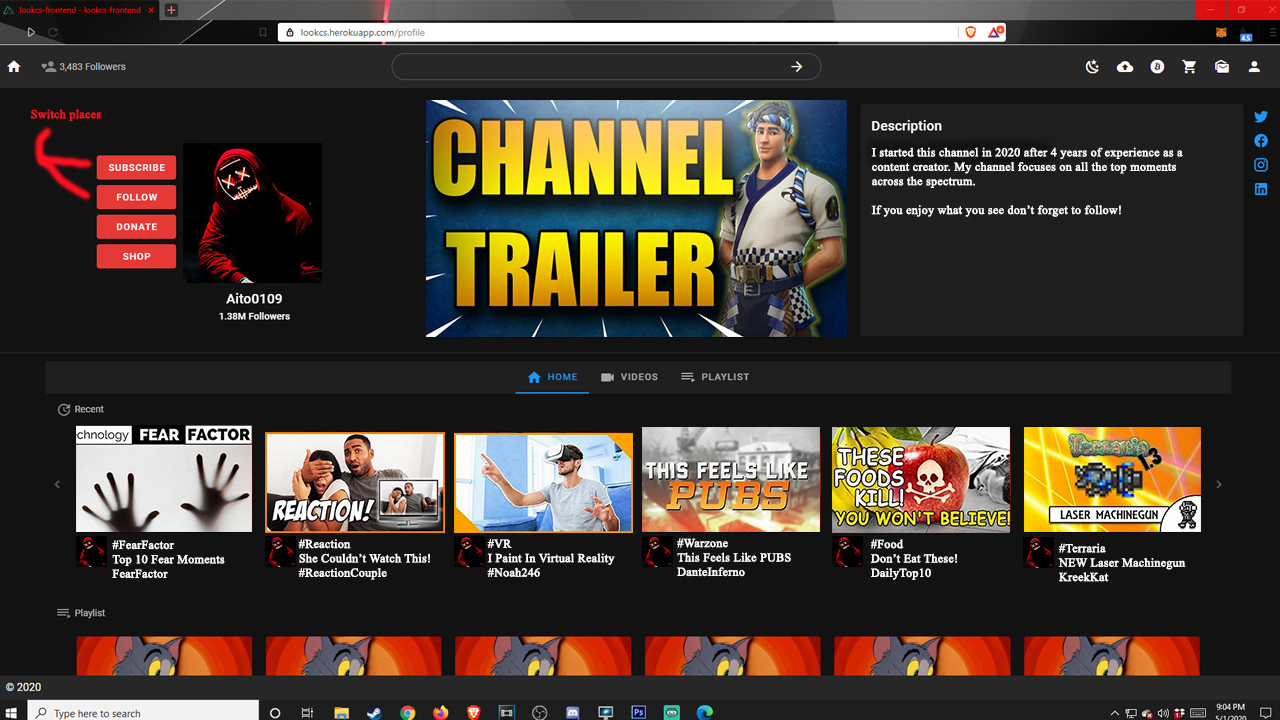 lookcs-frontend - lookcs-frontend
lookcs.herokuapp.com/profile
3,483 Followers
Switch places
SUBSCRIBE
FOLLOW
DONATE
SHOP
Aito0109
1.38M Followers
CHANNEL
TRAILER
Description
I started this channel in 2020 after 4 years of experience as a
content creator. My channel focuses on all the top moments
across the spectrum.
If you enjoy what you see don't forget to follow!
HOME
VIDEOS
PLAYLIST
Recent
chnology FEAR FACTOR
REACTION!
THIS FEELS LIKE
PUBS
THESE
FOODS
KILL!
YOU WON'T BELIEVE!
Terraria
1.3
LASER MACHINEGUN
#FearFactor
Top 10 Fear Moments
FearFactor
#Reaction
She Couldn't Watch This!
#ReactionCouple
#VR
I Paint In Virtual Reality
#Noah246
#Warzone
This Feels Like PUBS
DanteInferno
#Food
Don't Eat These!
DailyTop10
#Terraria
NEW Laser Machinegun
KreekKat
Playlist
© 2020
Type here to search
9:04 PM
5/1/2020